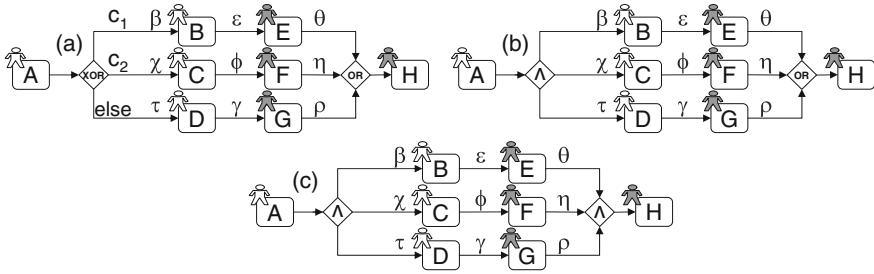 (a) c₁ β B ε E θ
A XOR c₂ χ C ϕ F η OR H
else τ D γ G ρ
(b) β B ε E θ
A Λ χ C ϕ F η OR H
τ D γ G ρ
(c) β B ε E θ
A Λ χ C ϕ F η Λ H
τ D γ G ρ